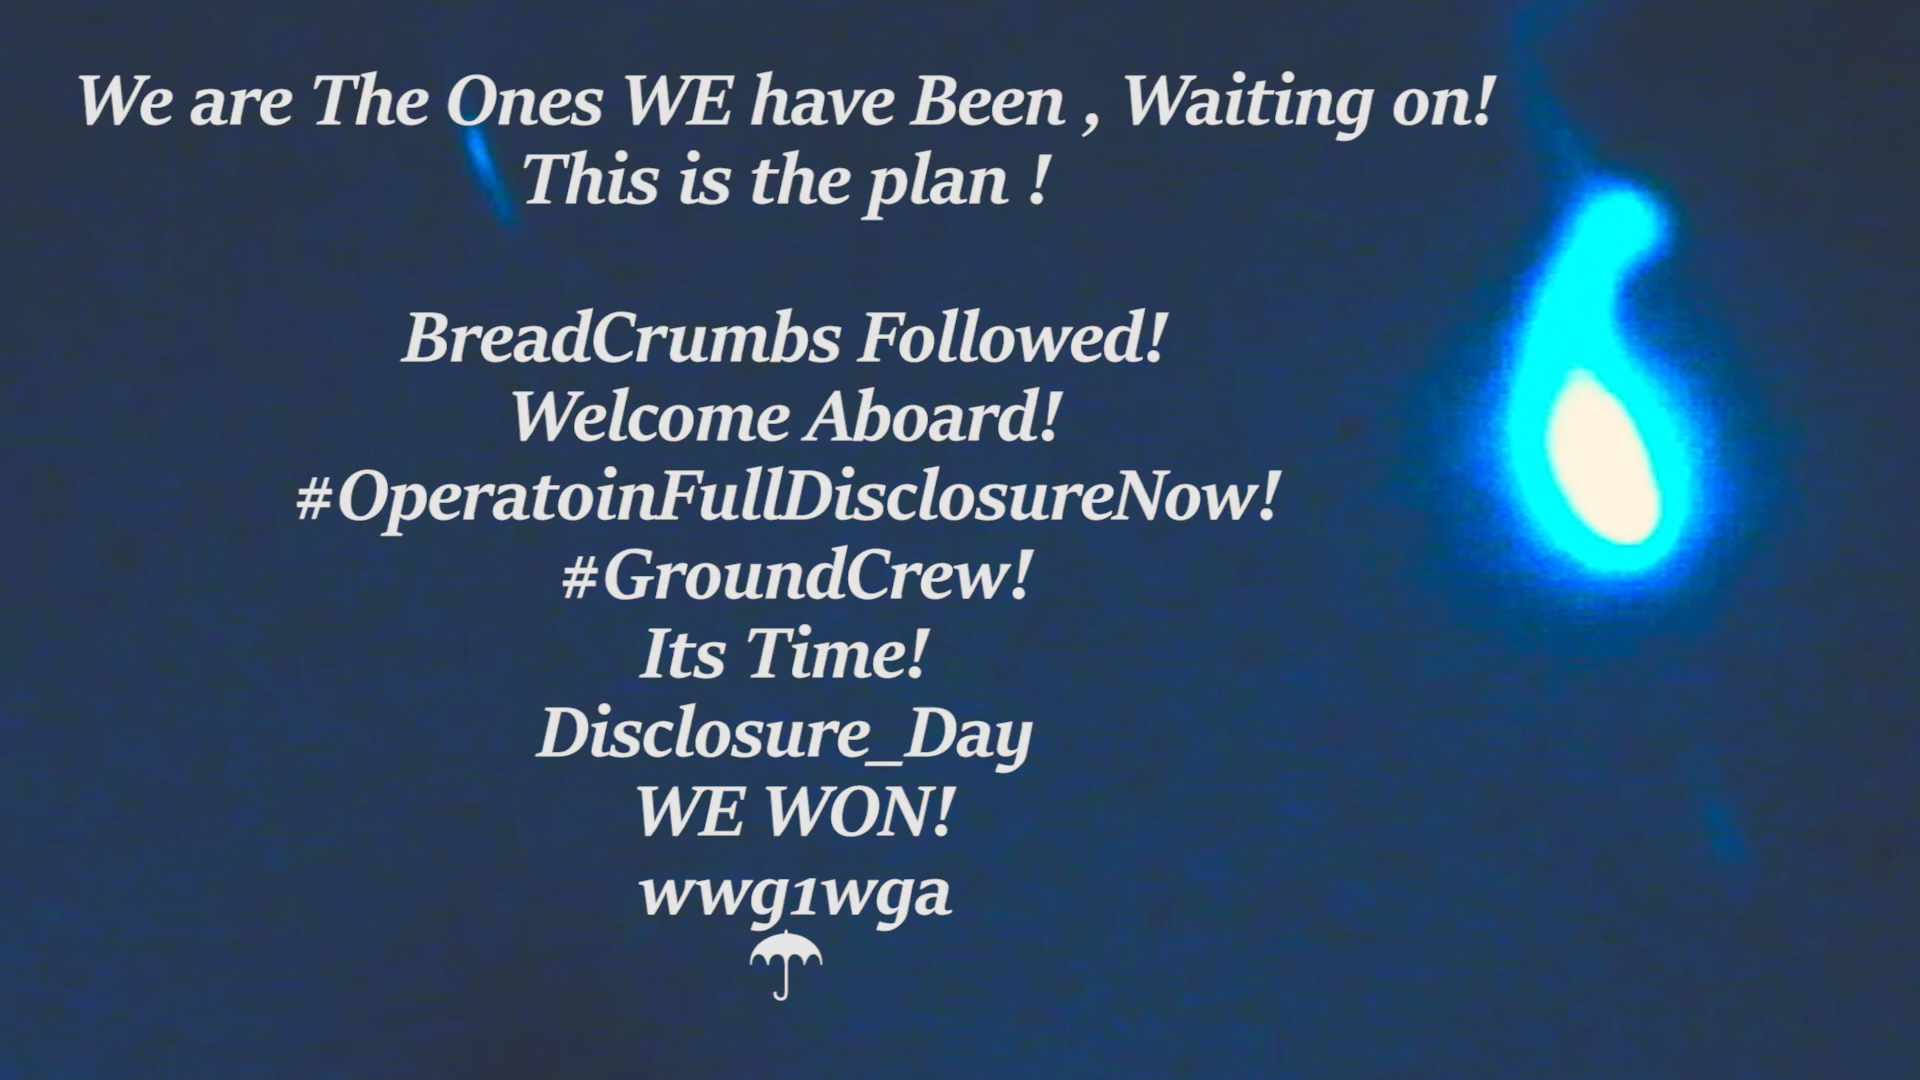 We are The Ones WE have Been , Waiting on!
This is the plan !
BreadCrumbs Followed!
Welcome Aboard!
#OperatoinFullDisclosureNow!
#GroundCrew!
Its Time!
Disclosure_Day
WE WON!
wwg1wga
☂